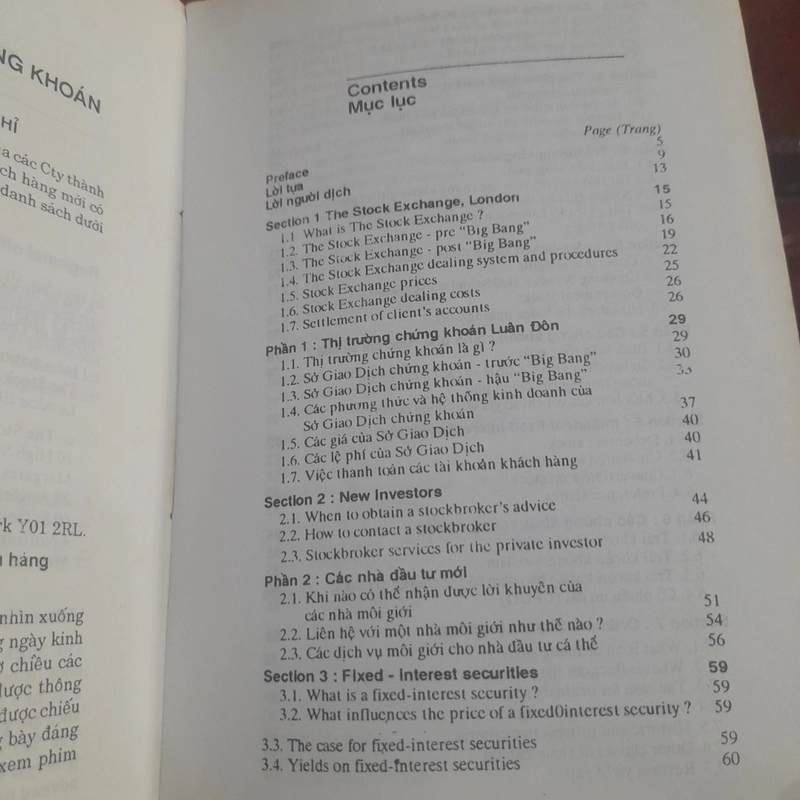 NG KHOÁN
HỈ
a các Cty thành
ch hàng mới có
danh sách dưới
rk Y01 2RL.
n hàng
nhìn xuống
g ngày kinh
ờ chiều các
được thông
được chiếu
g bày đáng
xem phim
Contents
Mục lục
Page (Trang)
Preface 5
Lời tựa 9
Lời người dịch 13
Section 1 The Stock Exchange, London 15
1.1 What is The Stock Exchange ? 15
1.2. The Stock Exchange - pre “Big Bang” 16
1.3. The Stock Exchange - post “Big Bang” 19
1.4. The Stock Exchange dealing system and procedures 22
1.5. Stock Exchange prices 25
1.6. Stock Exchange dealing costs 26
1.7. Settlement of client's accounts 26
Phần 1 : Thị trường chứng khoán Luân Đôn 29
1.1. Thị trường chứng khoán là gì ? 29
1.2. Sở Giao Dịch chứng khoán - trước “Big Bang” 30
1.3. Sở Giao Dịch chứng khoán - hậu “Big Bang” 33
1.4. Các phương thức và hệ thống kinh doanh của
Sở Giao Dịch chứng khoán 37
1.5. Các giá của Sở Giao Dịch 40
1.6. Các lệ phí của Sở Giao Dịch 40
1.7. Việc thanh toán các tài khoản khách hàng 41
Section 2 : New Investors
2.1. When to obtain a stockbroker's advice 44
2.2. How to contact a stockbroker 46
2.3. Stockbroker services for the private investor 48
Phần 2 : Các nhà đầu tư mới
2.1. Khi nào có thể nhận được lời khuyên của
các nhà môi giới 51
2.2. Liên hệ với một nhà môi giới như thế nào ? 54
2.3. Các dịch vụ môi giới cho nhà đầu tư cá thể 56
Section 3 : Fixed - Interest securities 59
3.1. What is a fixed-interest security ? 59
3.2. What influences the price of a fixed0interest security ? 59
3.3. The case for fixed-interest securities 59
3.4. Yields on fixed-interest securities 60